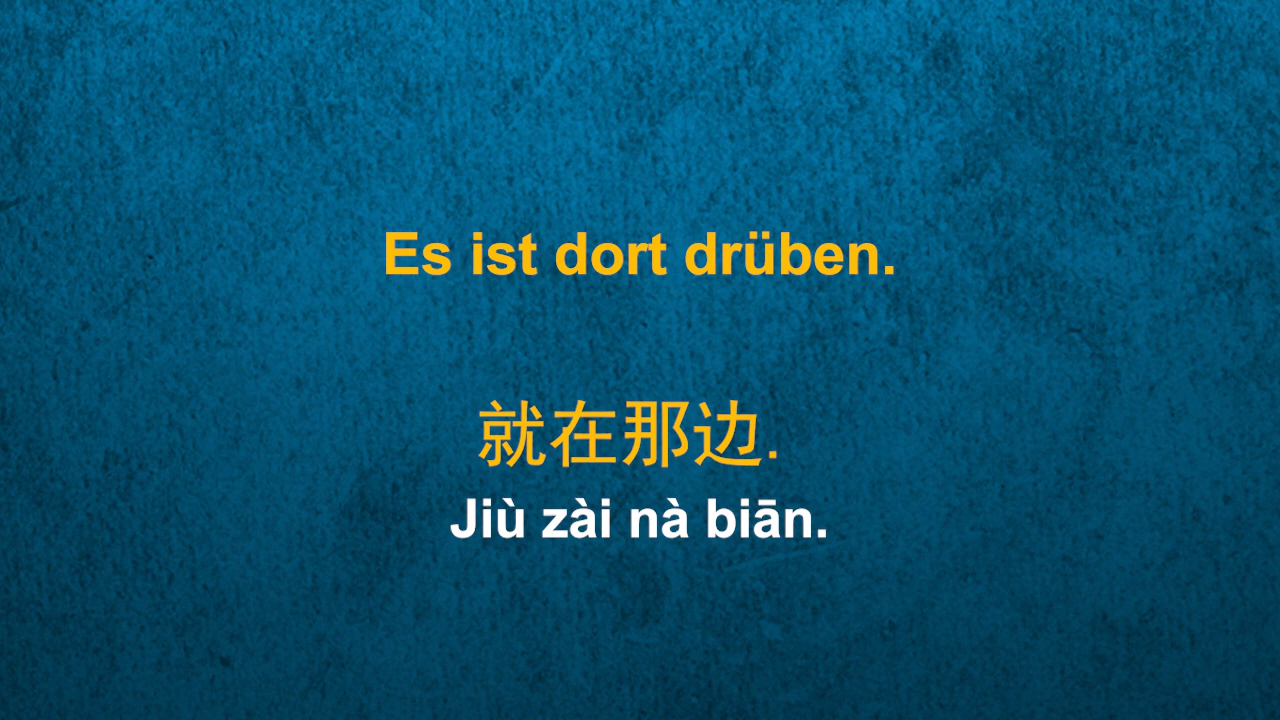 Es ist dort drüben.
就在那边.
Jiù zài nà biān.